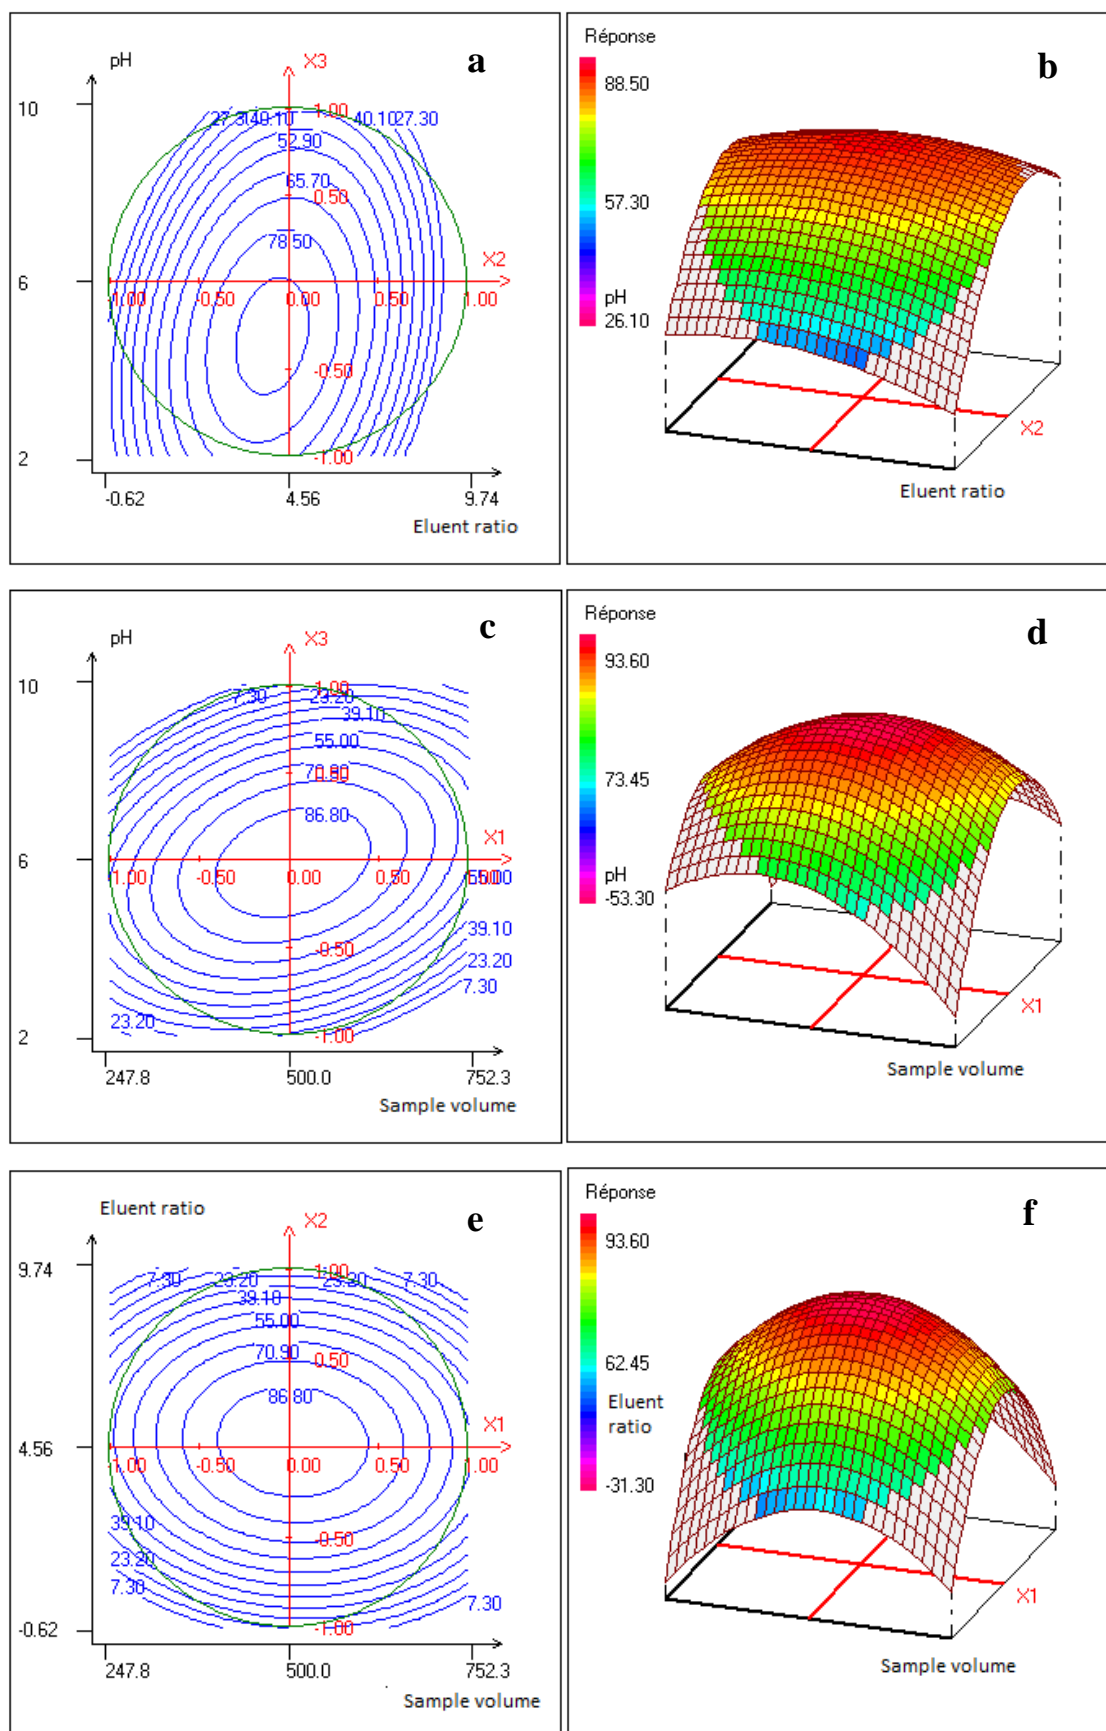 a
pH
X3
10
1.00
27.30
40.10
40.10
27.30
52.90
65.70
0.50
78.50
X2
6
-1.00
-0.50
0.00
0.50
1.00
-0.50
2
-1.00
-0.62
4.56
9.74
Eluent ratio
b
Réponse
88.50
57.30
pH
26.10
X2
Eluent ratio
c
pH
X3
10
1.00
7.30
23.20
39.10
55.00
70.90
86.80
X1
6
-0.50
0.00
0.50
1.00
55.00
-0.50
39.10
23.20
7.30
23.20
2
-1.00
247.8
500.0
752.3
Sample volume
d
Réponse
93.60
73.45
pH
-53.30
X1
Sample volume
e
Eluent ratio
X2
9.74
1.00
7.30
23.20
23.20
7.30
39.10
55.00
70.90
0.50
86.80
X1
4.56
-0.50
0.00
0.50
1.00
39.10
-0.50
23.20
7.30
7.30
-0.62
-1.00
247.8
500.0
752.3
Sample volume
f
Réponse
93.60
62.45
Eluent
ratio
-31.30
X1
Sample volume